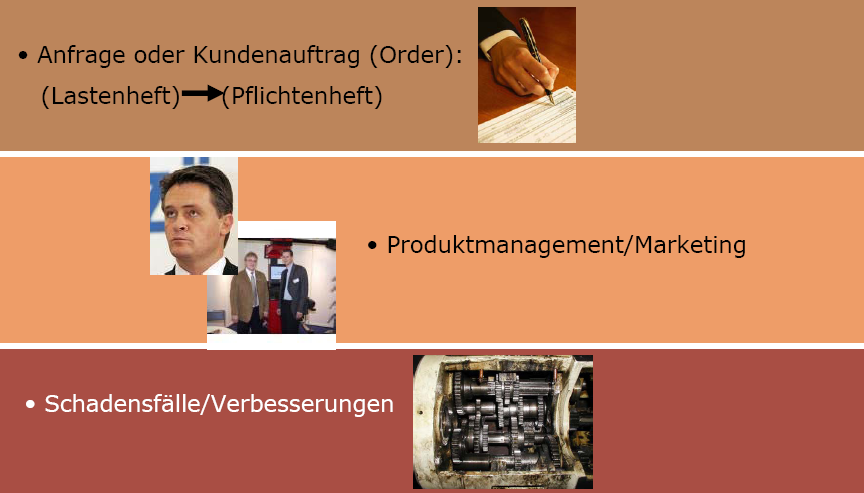 • Anfrage oder Kundenauftrag (Order):
(Lastenheft) → (Pflichtenheft)
• Produktmanagement/Marketing
• Schadensfälle/Verbesserungen